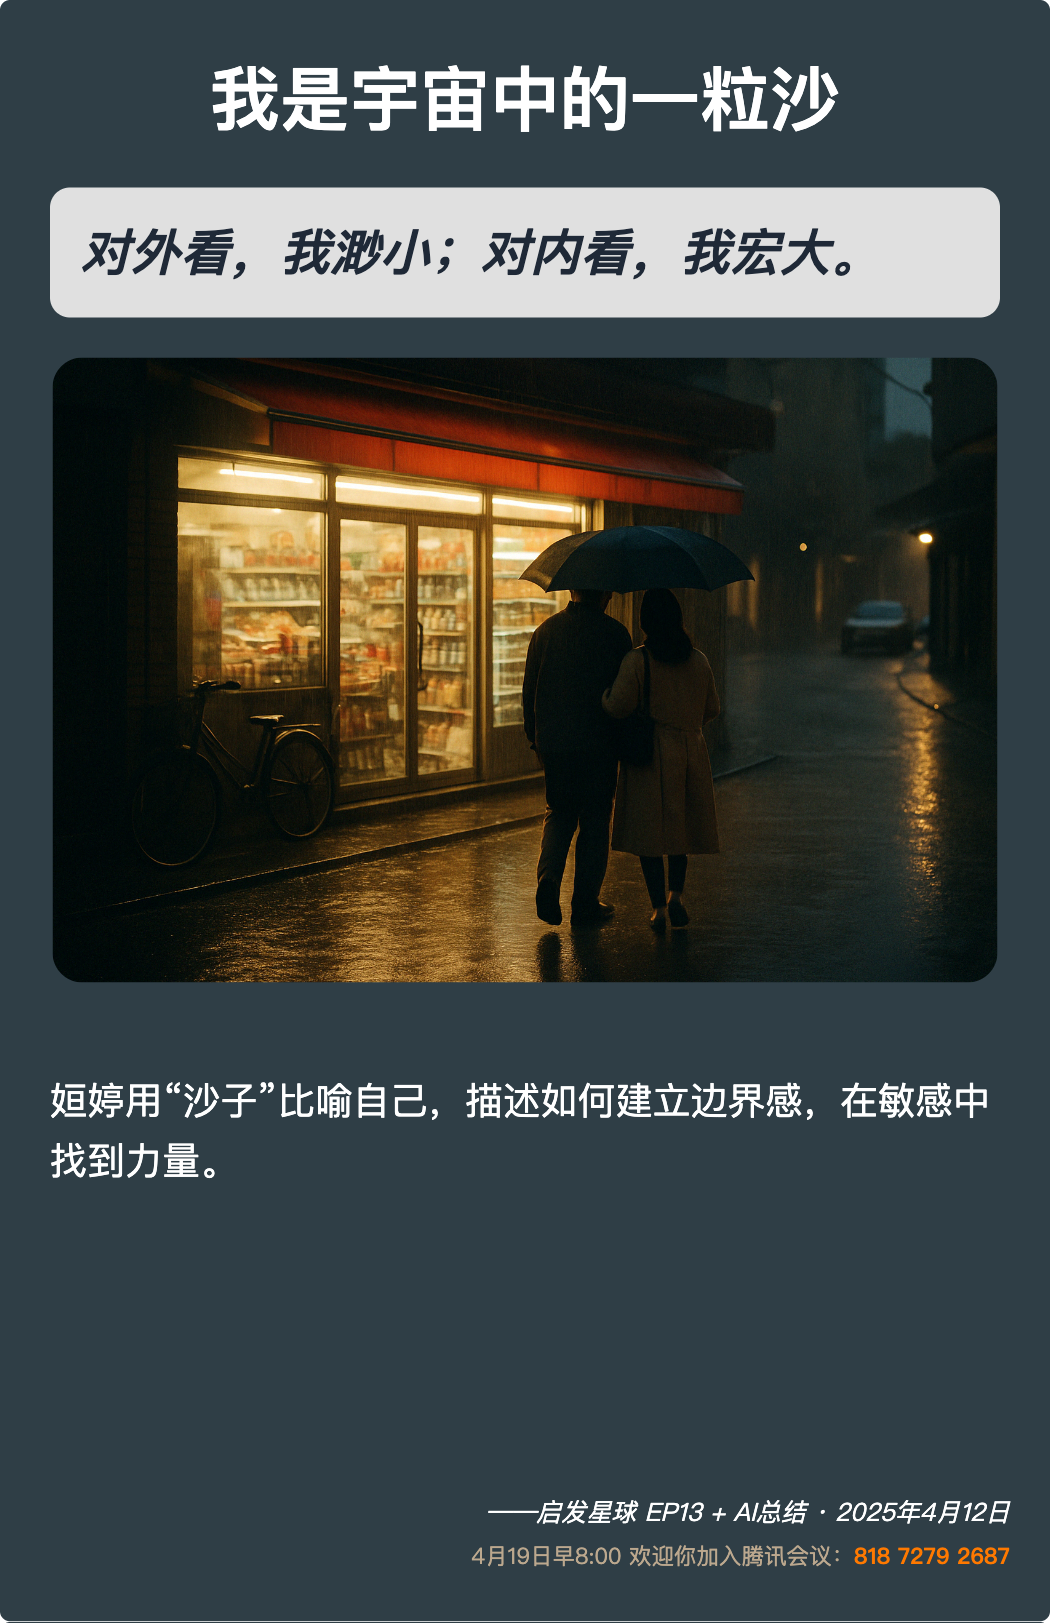 我是宇宙中的一粒沙
对外看，我渺小；对内看，我宏大。
姮婷用“沙子”比喻自己，描述如何建立边界感，在敏感中
找到力量。
——启发星球 EP13 + AI总结 · 2025年4月12日
4月19日早8:00 欢迎你加入腾讯会议：818 7279 2687